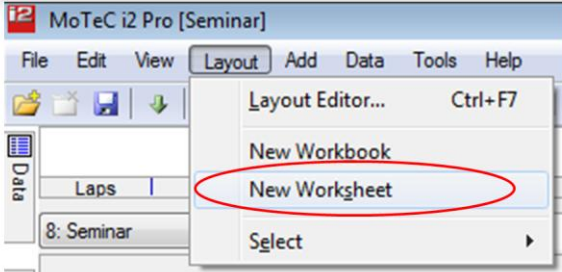 i2 MoTeC i2 Pro [Seminar]
File Edit View Layout Add Data Tools Help
Layout Editor... Ctrl+F7
New Workbook
New Worksheet
Select
Data
Laps
8: Seminar